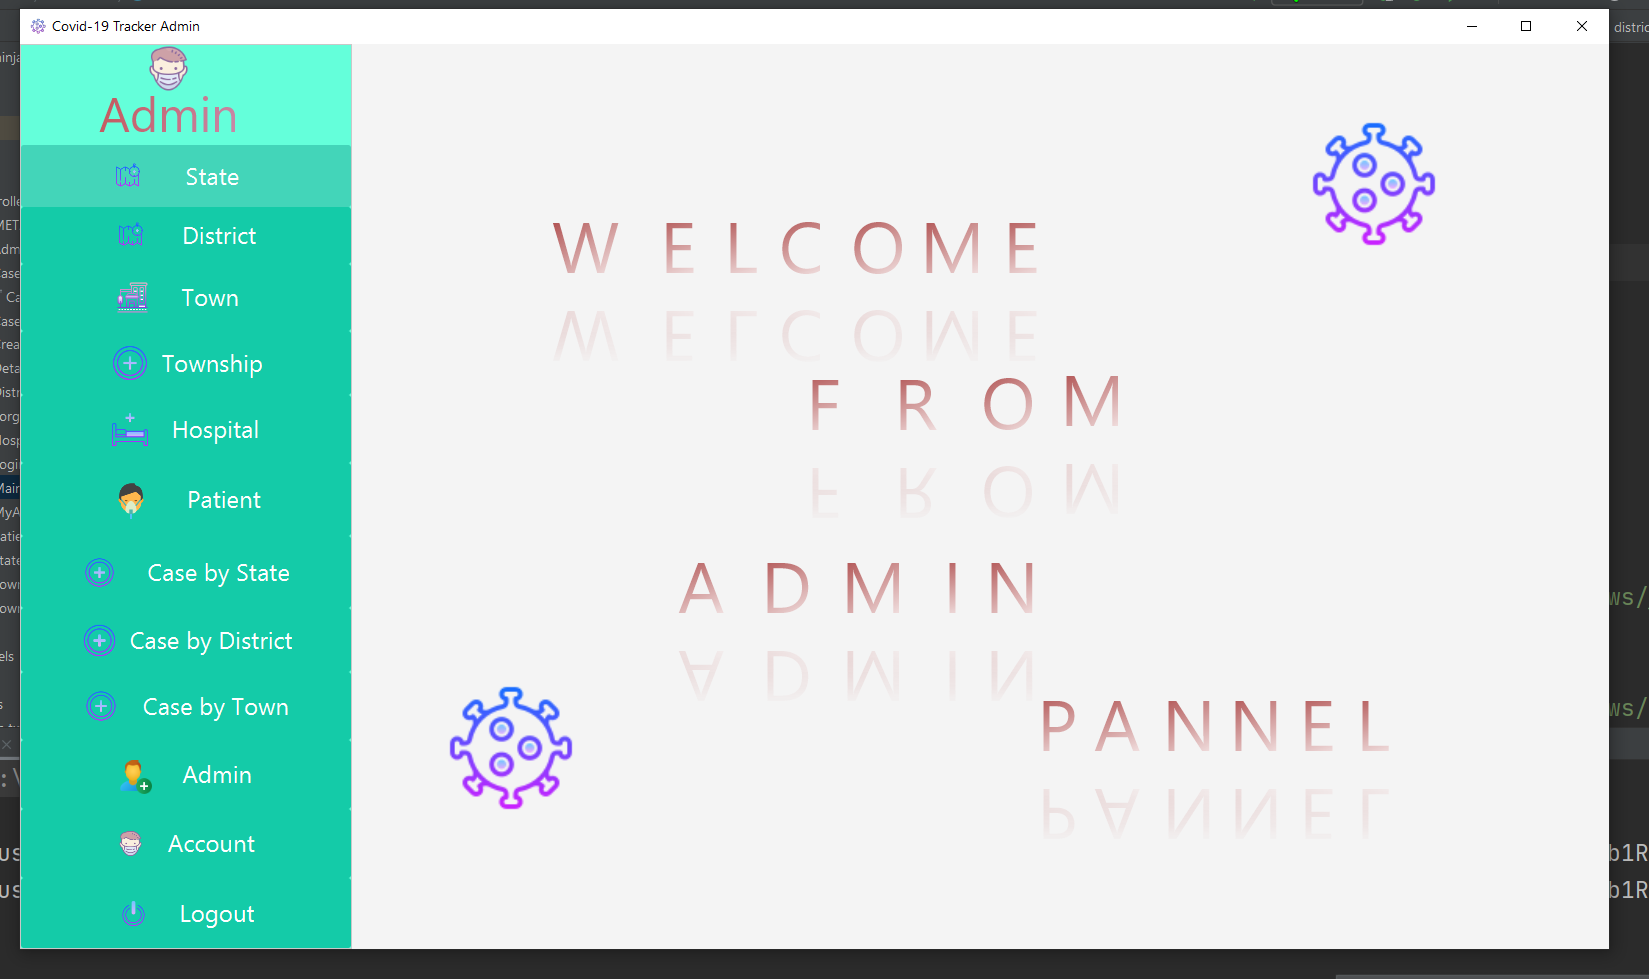 Covid-19 Tracker Admin
Admin
State
District
Town
Township
Hospital
Patient
Case by State
Case by District
Case by Town
Admin
Account
Logout
WELCOME
FROM
ADMIN
PANNEL